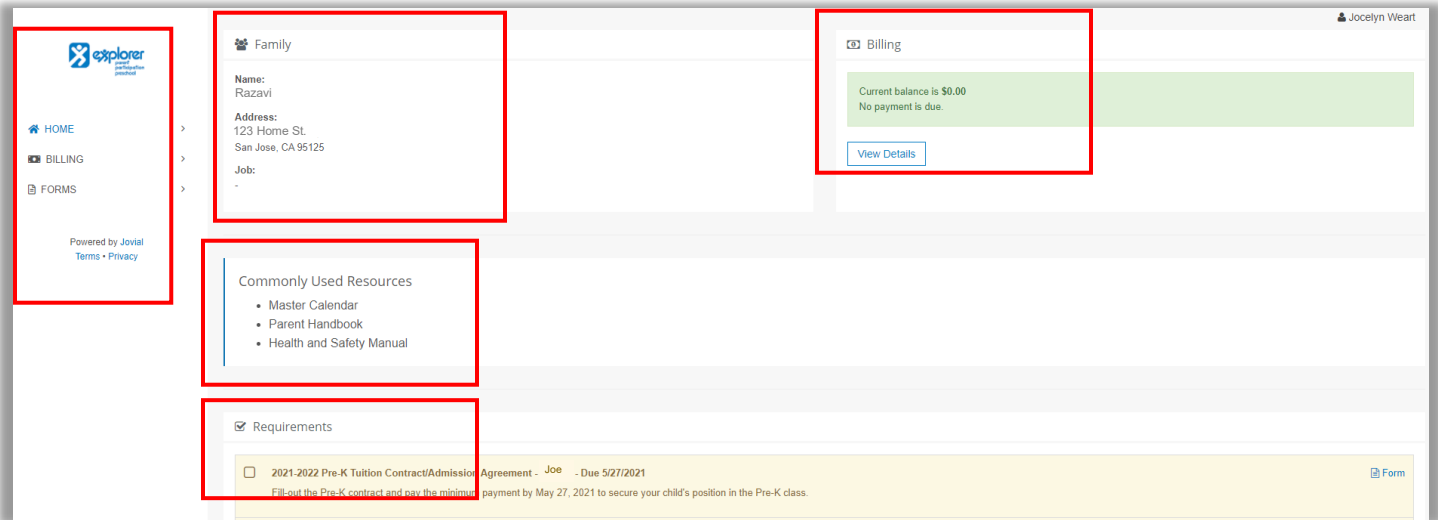 Jocelyn Weart
explorer
parent
participation
preschool
HOME
BILLING
FORMS
Powered by Jovial
Terms • Privacy
Family
Name:
Razavi
Address:
123 Home St.
San Jose, CA 95125
Job:
-
Billing
Current balance is $0.00
No payment is due.
View Details
Commonly Used Resources
• Master Calendar
• Parent Handbook
• Health and Safety Manual
Requirements
2021-2022 Pre-K Tuition Contract/Admission Agreement - Joe - Due 5/27/2021
Form
Fill-out the Pre-K contract and pay the minimum payment by May 27, 2021 to secure your child's position in the Pre-K class.